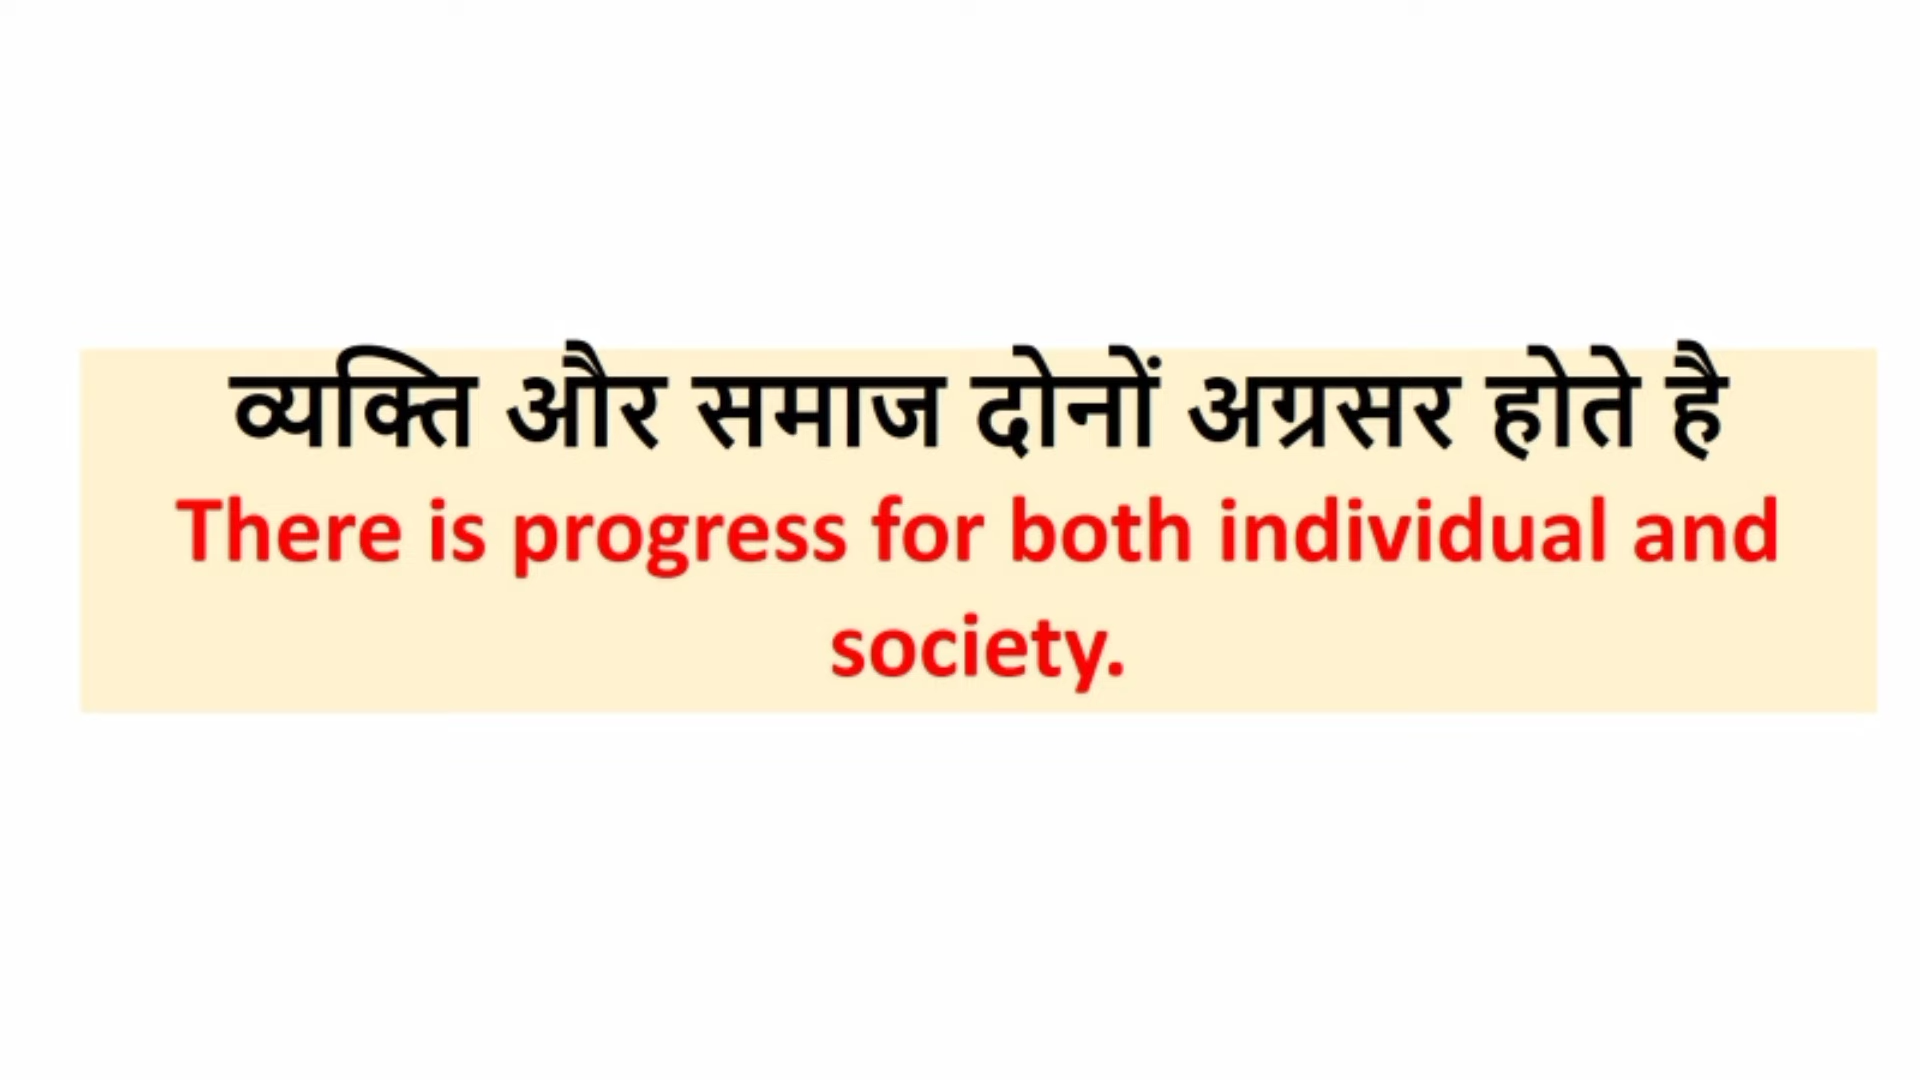 व्यक्ति और समाज दोनों अग्रसर होते है
There is progress for both individual and
society.